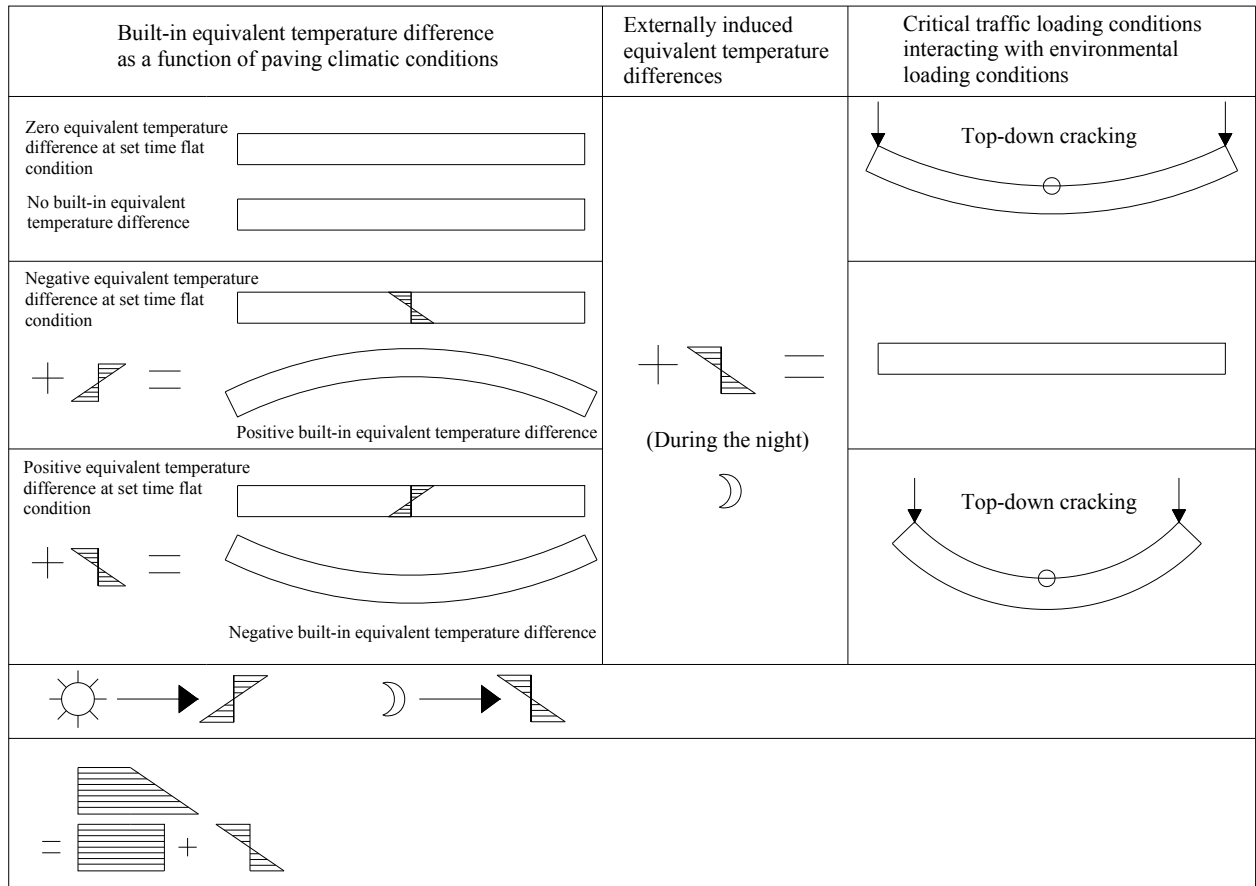 Built-in equivalent temperature difference
as a function of paving climatic conditions
Externally induced
equivalent temperature
differences
Critical traffic loading conditions
interacting with environmental
loading conditions
Zero equivalent temperature
difference at set time flat
condition
No built-in equivalent
temperature difference
Top-down cracking
Negative equivalent temperature
difference at set time flat
condition
Positive built-in equivalent temperature difference
(During the night)
Positive equivalent temperature
difference at set time flat
condition
Negative built-in equivalent temperature difference
Top-down cracking